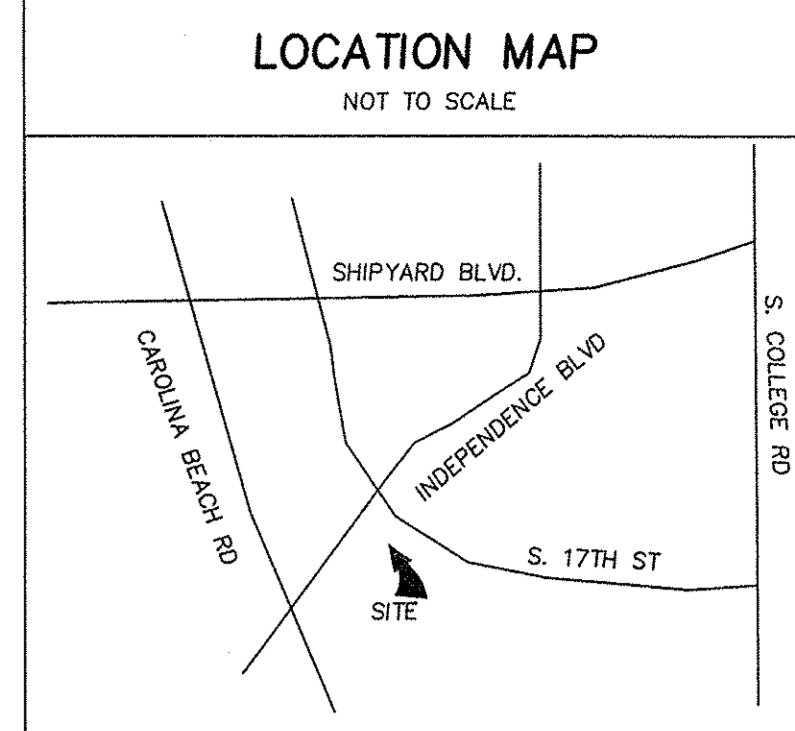 LOCATION MAP
NOT TO SCALE
SHIPYARD BLVD.
CAROLINA BEACH RD
INDEPENDENCE BLVD
S. COLLEGE RD
S. 17TH ST
SITE